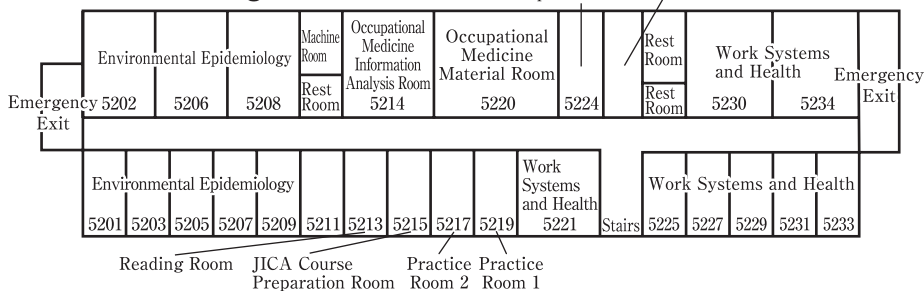 Environmental Epidemiology
5202 5206 5208
Machine
Room
Rest
Room
Occupational
Medicine
Information
Analysis Room
5214
Occupational
Medicine
Material Room
5220
5224
Rest
Room
Rest
Room
Work Systems
and Health
5230 5234
Emergency
Exit
Emergency
Exit
Environmental Epidemiology
5201 5203 5205 5207 5209 5211 5213 5215 5217 5219
Work
Systems
and Health
5221
Stairs
Work Systems and Health
5225 5227 5229 5231 5233
Reading Room
JICA Course
Preparation Room
Practice
Room 2
Practice
Room 1